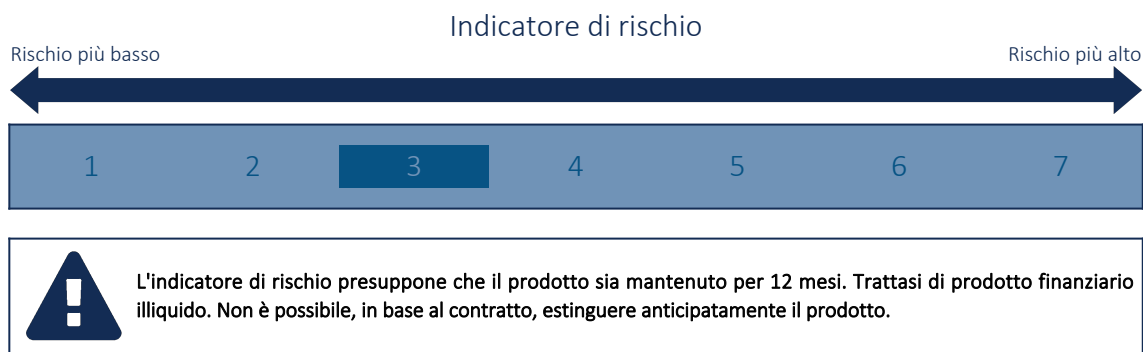 Indicatore di rischio
Rischio più basso
Rischio più alto
1 2 3 4 5 6 7
L'indicatore di rischio presuppone che il prodotto sia mantenuto per 12 mesi. Trattasi di prodotto finanziario
illiquido. Non è possibile, in base al contratto, estinguere anticipatamente il prodotto.